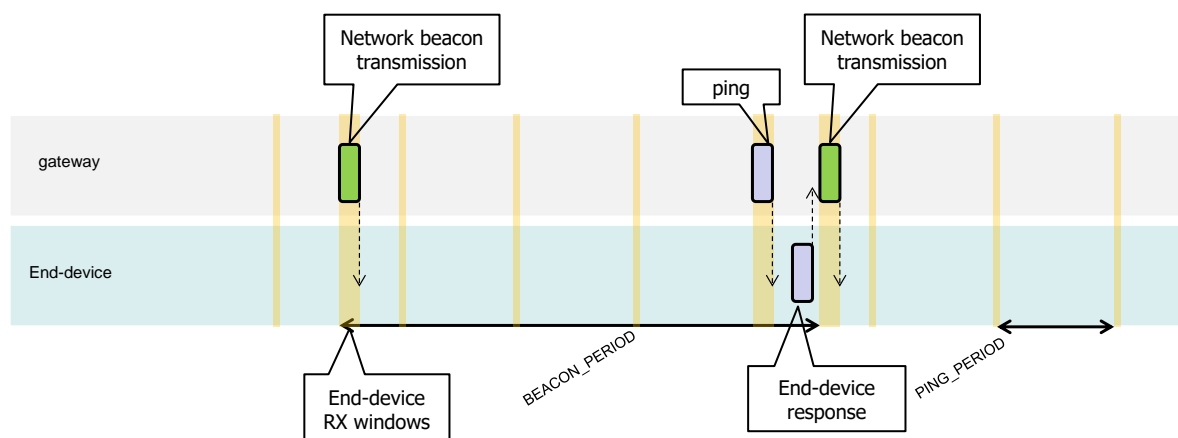 Network beacon
transmission
ping
Network beacon
transmission
gateway
End-device
End-device
RX windows
BEACON_PERIOD
End-device
response
PING_PERIOD